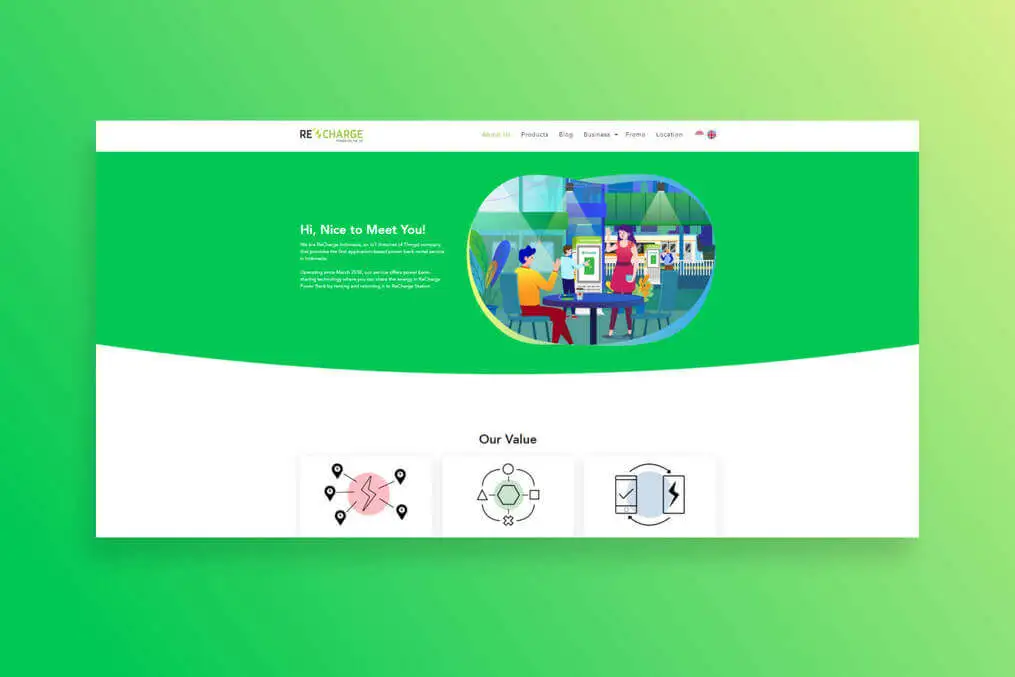 RE CHARGE
About Us Products Blog Business Promo Location
Hi, Nice to Meet You!
We are ReCharge Indonesia, an IoT (Internet of Things) company
that provides the first application-based power bank rental service
in Indonesia.
Operating since March 2018, our service offers power bank-
sharing technology where you can share the energy in ReCharge
Power Bank by renting and returning it to ReCharge Station.
Our Value